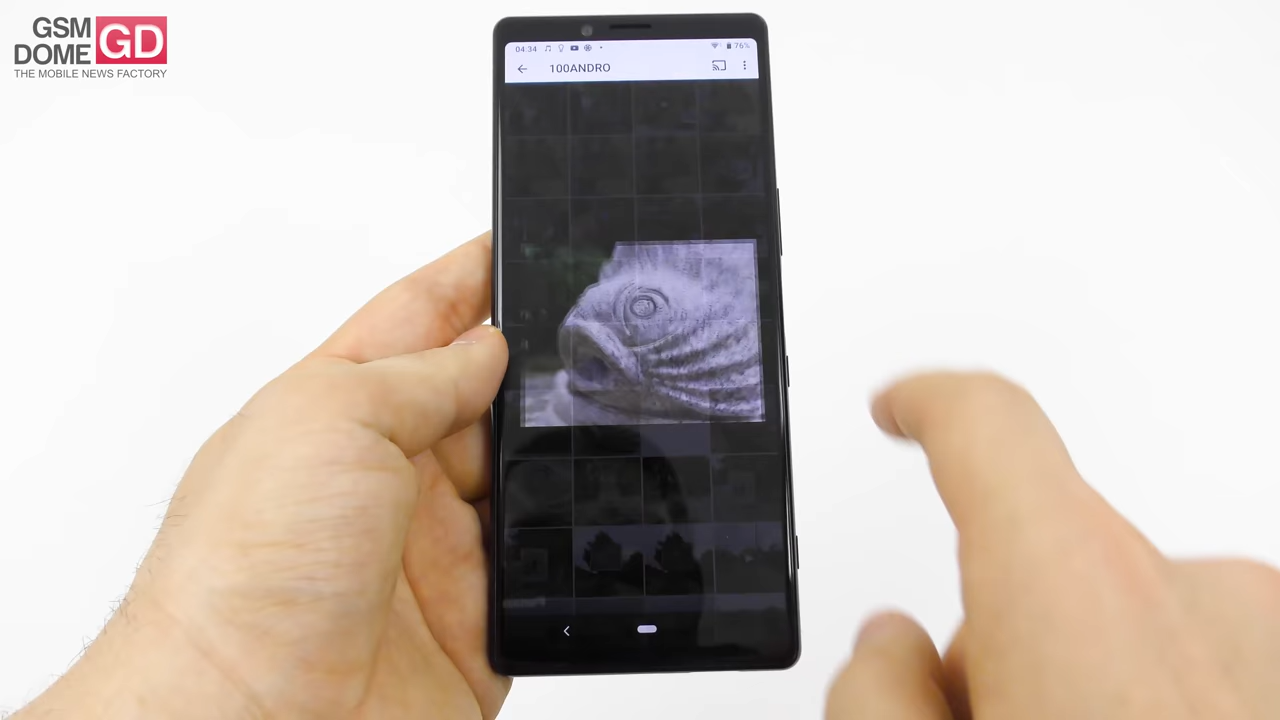 GSM
DOME GD
THE MOBILE NEWS FACTORY
04:34 76%
100ANDRO